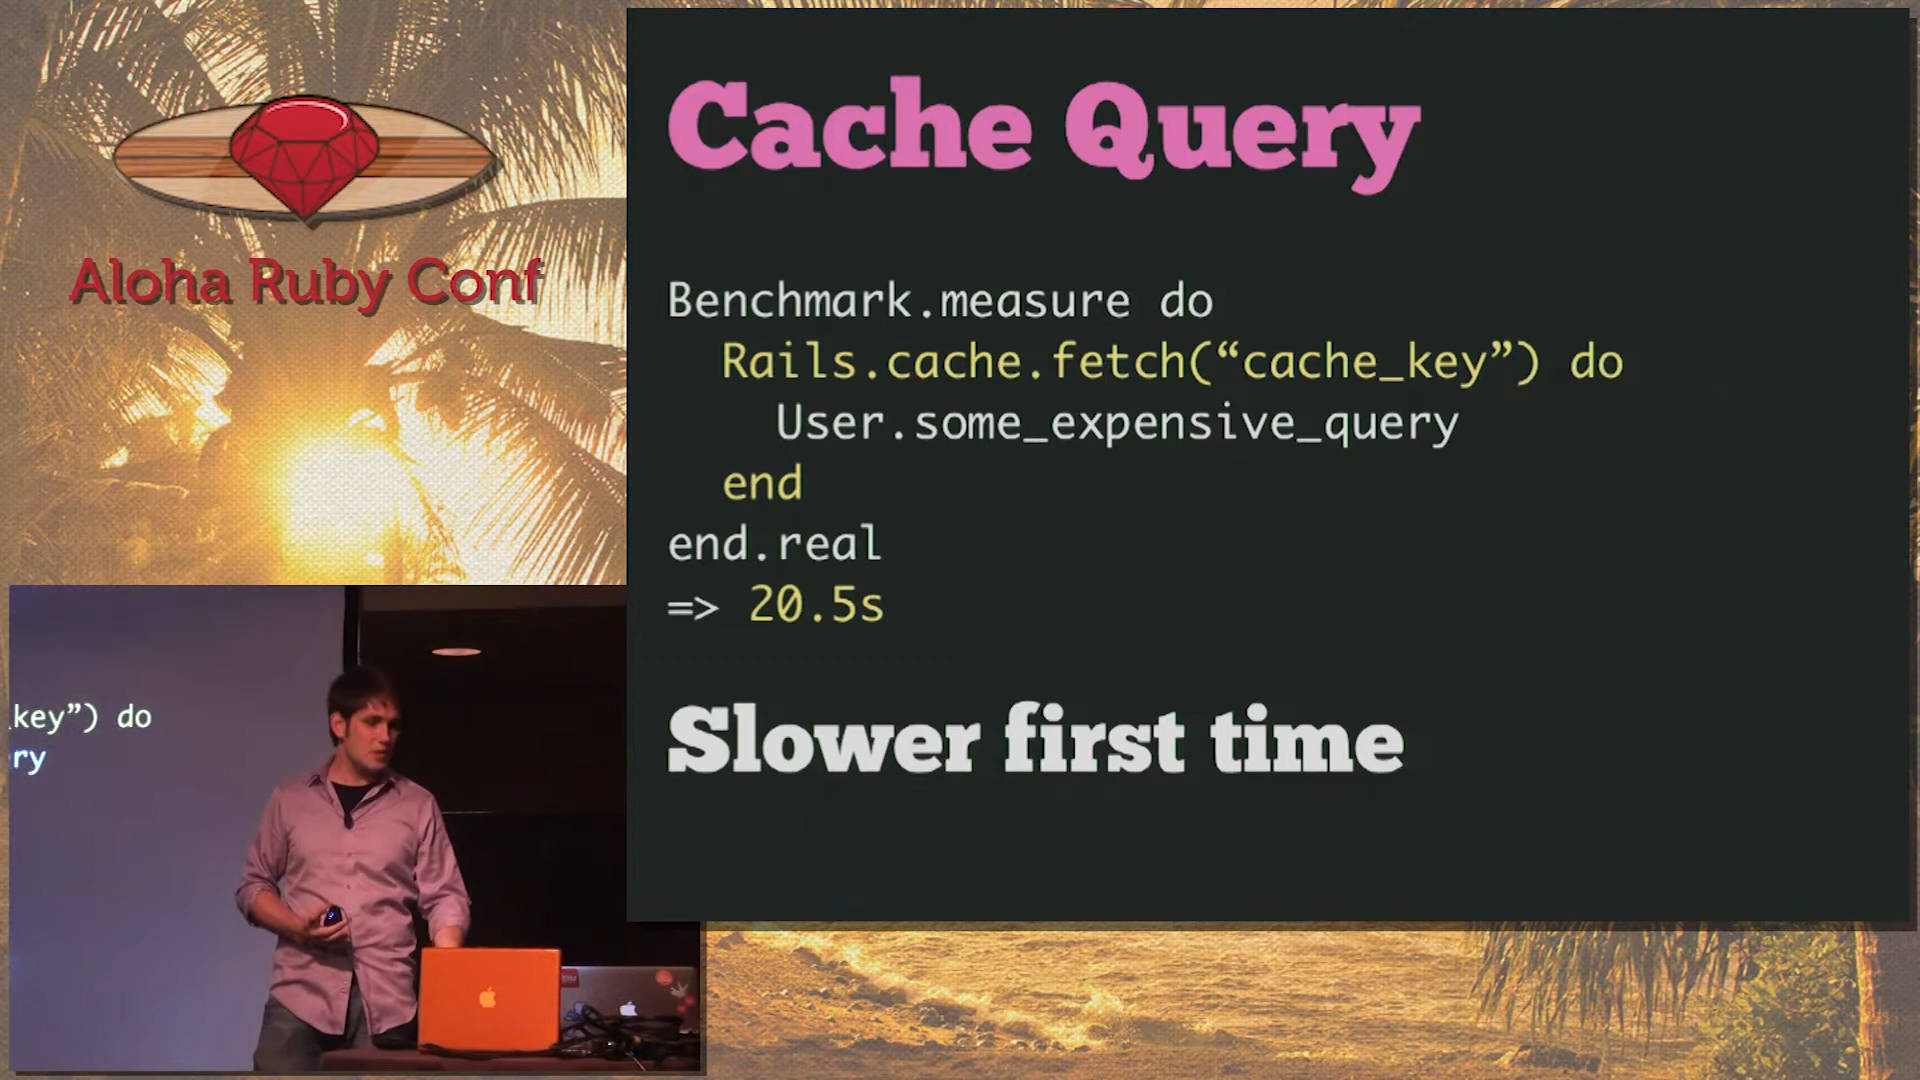 Aloha Ruby Conf
Cache Query
Benchmark.measure do
Rails.cache.fetch(“cache_key”) do
User.some_expensive_query
end
end.real
=> 20.5s
Slower first time
key”) do
ry